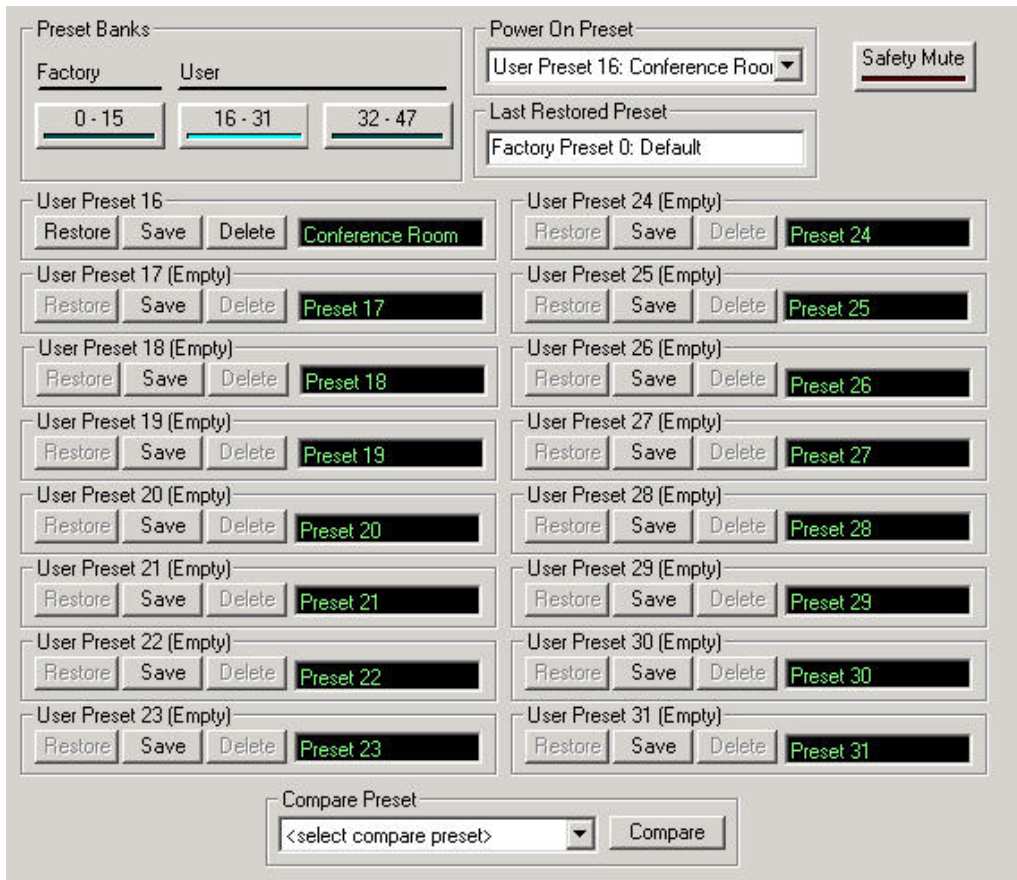 Preset Banks
Factory User
0 - 15 16 - 31 32 - 47
Power On Preset
User Preset 16: Conference Rooı
Last Restored Preset
Factory Preset 0: Default
Safety Mute
User Preset 16
Restore Save Delete Conference Room
User Preset 17 (Empty)
Restore Save Delete Preset 17
User Preset 18 (Empty)
Restore Save Delete Preset 18
User Preset 19 (Empty)
Restore Save Delete Preset 19
User Preset 20 (Empty)
Restore Save Delete Preset 20
User Preset 21 (Empty)
Restore Save Delete Preset 21
User Preset 22 (Empty)
Restore Save Delete Preset 22
User Preset 23 (Empty)
Restore Save Delete Preset 23
User Preset 24 (Empty)
Restore Save Delete Preset 24
User Preset 25 (Empty)
Restore Save Delete Preset 25
User Preset 26 (Empty)
Restore Save Delete Preset 26
User Preset 27 (Empty)
Restore Save Delete Preset 27
User Preset 28 (Empty)
Restore Save Delete Preset 28
User Preset 29 (Empty)
Restore Save Delete Preset 29
User Preset 30 (Empty)
Restore Save Delete Preset 30
User Preset 31 (Empty)
Restore Save Delete Preset 31
Compare Preset
<select compare preset> Compare